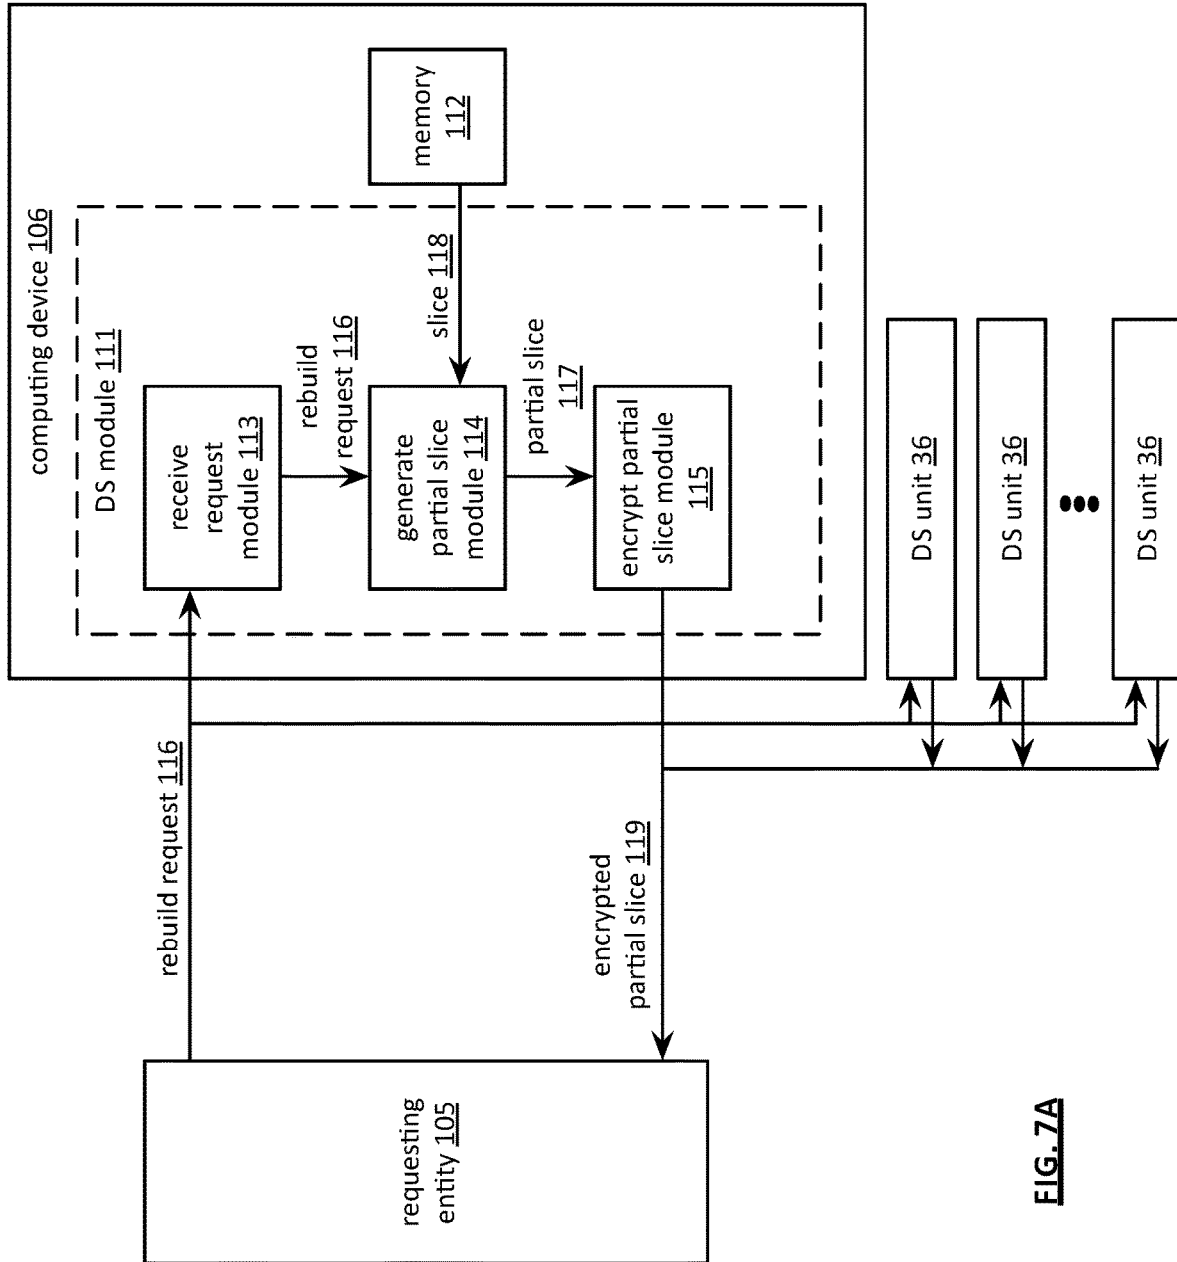 computing device 106
DS module 111
receive
request
module 113
rebuild
request 116
generate
partial slice
module 114
slice 118
memory
112
partial slice
117
encrypt partial
slice module
115
rebuild request 116
encrypted
partial slice 119
requesting
entity 105
DS unit 36
DS unit 36
DS unit 36
FIG. 7A